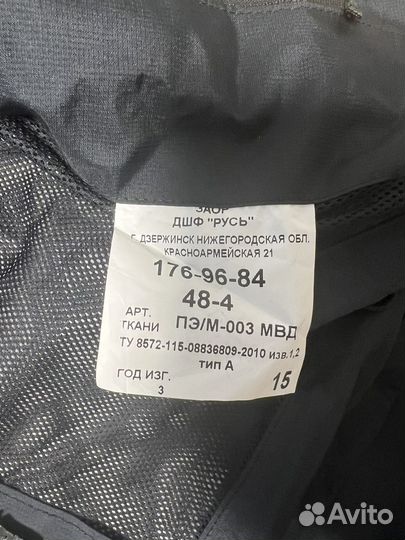 ЗАОР
ДШФ "РУСЬ"
Г. ДЗЕРЖИНСК НИЖЕГОРОДСКАЯ ОБЛ.
КРАСНОАРМЕЙСКАЯ 21
176-96-84
48-4
АРТ.
ТКАНИ ПЭ/М-003 МВД
ТУ 8572-115-08836809-2010 изв.1,2
тип А
ГОД ИЗГ. 15
3
Avito